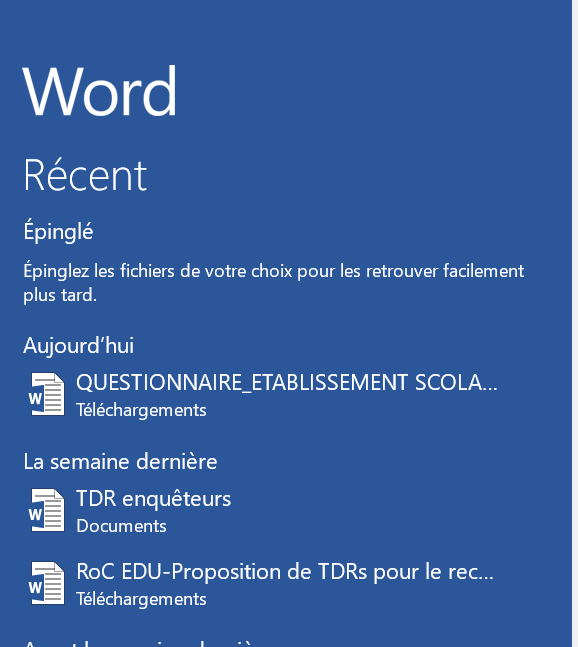 Word
Récent
Épinglé
Épinglez les fichiers de votre choix pour les retrouver facilement
plus tard.
Aujourd’hui
QUESTIONNAIRE_ETABLISSEMENT SCOLA...
Téléchargements
La semaine dernière
TDR enquêteurs
Documents
RoC EDU-Proposition de TDRs pour le rec...
Téléchargements